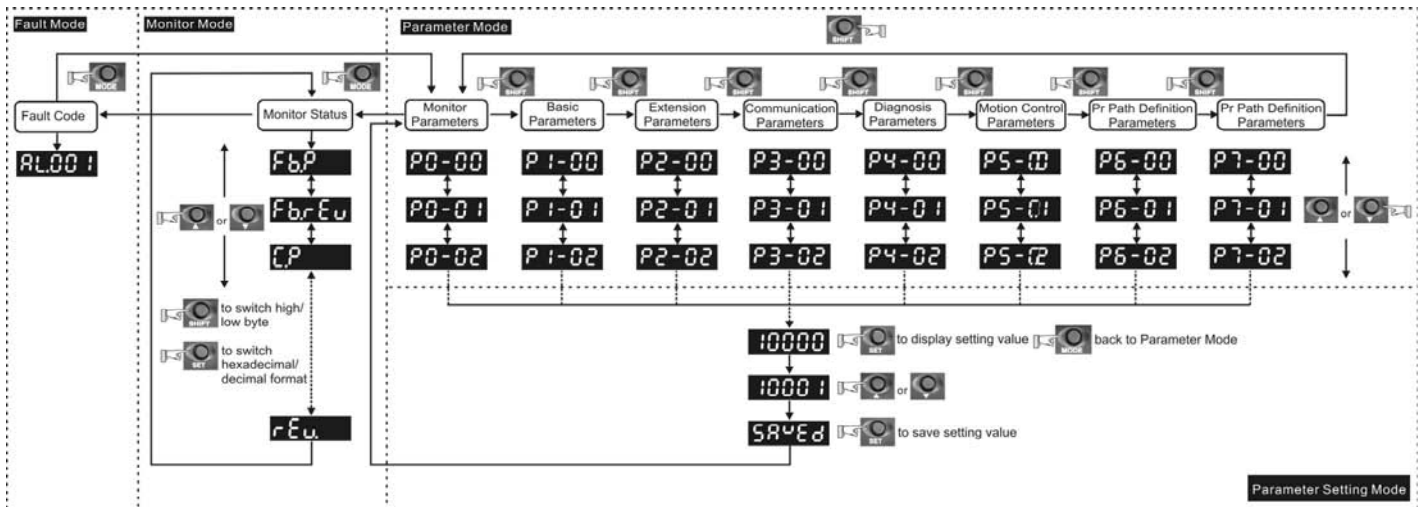 Fault Mode
Monitor Mode
Parameter Mode
SHIFT
MODE
MODE
SHIFT
SHIFT
SHIFT
SHIFT
SHIFT
SHIFT
SHIFT
Fault Code
Monitor Status
Monitor
Parameters
Basic
Parameters
Extension
Parameters
Communication
Parameters
Diagnosis
Parameters
Motion Control
Parameters
Pr Path Definition
Parameters
Pr Path Definition
Parameters
AL.001
Fb.P
P0-00
P1-00
P2-00
P3-00
P4-00
P5-00
P6-00
P7-00
or
Fb.rEu
P0-01
P1-01
P2-01
P3-01
P4-01
P5-01
P6-01
P7-01
or
C.P
P0-02
P1-02
P2-02
P3-02
P4-02
P5-02
P6-02
P7-02
SHIFT
to switch high/
low byte
SET
to switch
hexadecimal/
decimal format
rEu.
10000
SET
to display setting value
MODE
back to Parameter Mode
10001
or
SAvEd
SET
to save setting value
Parameter Setting Mode